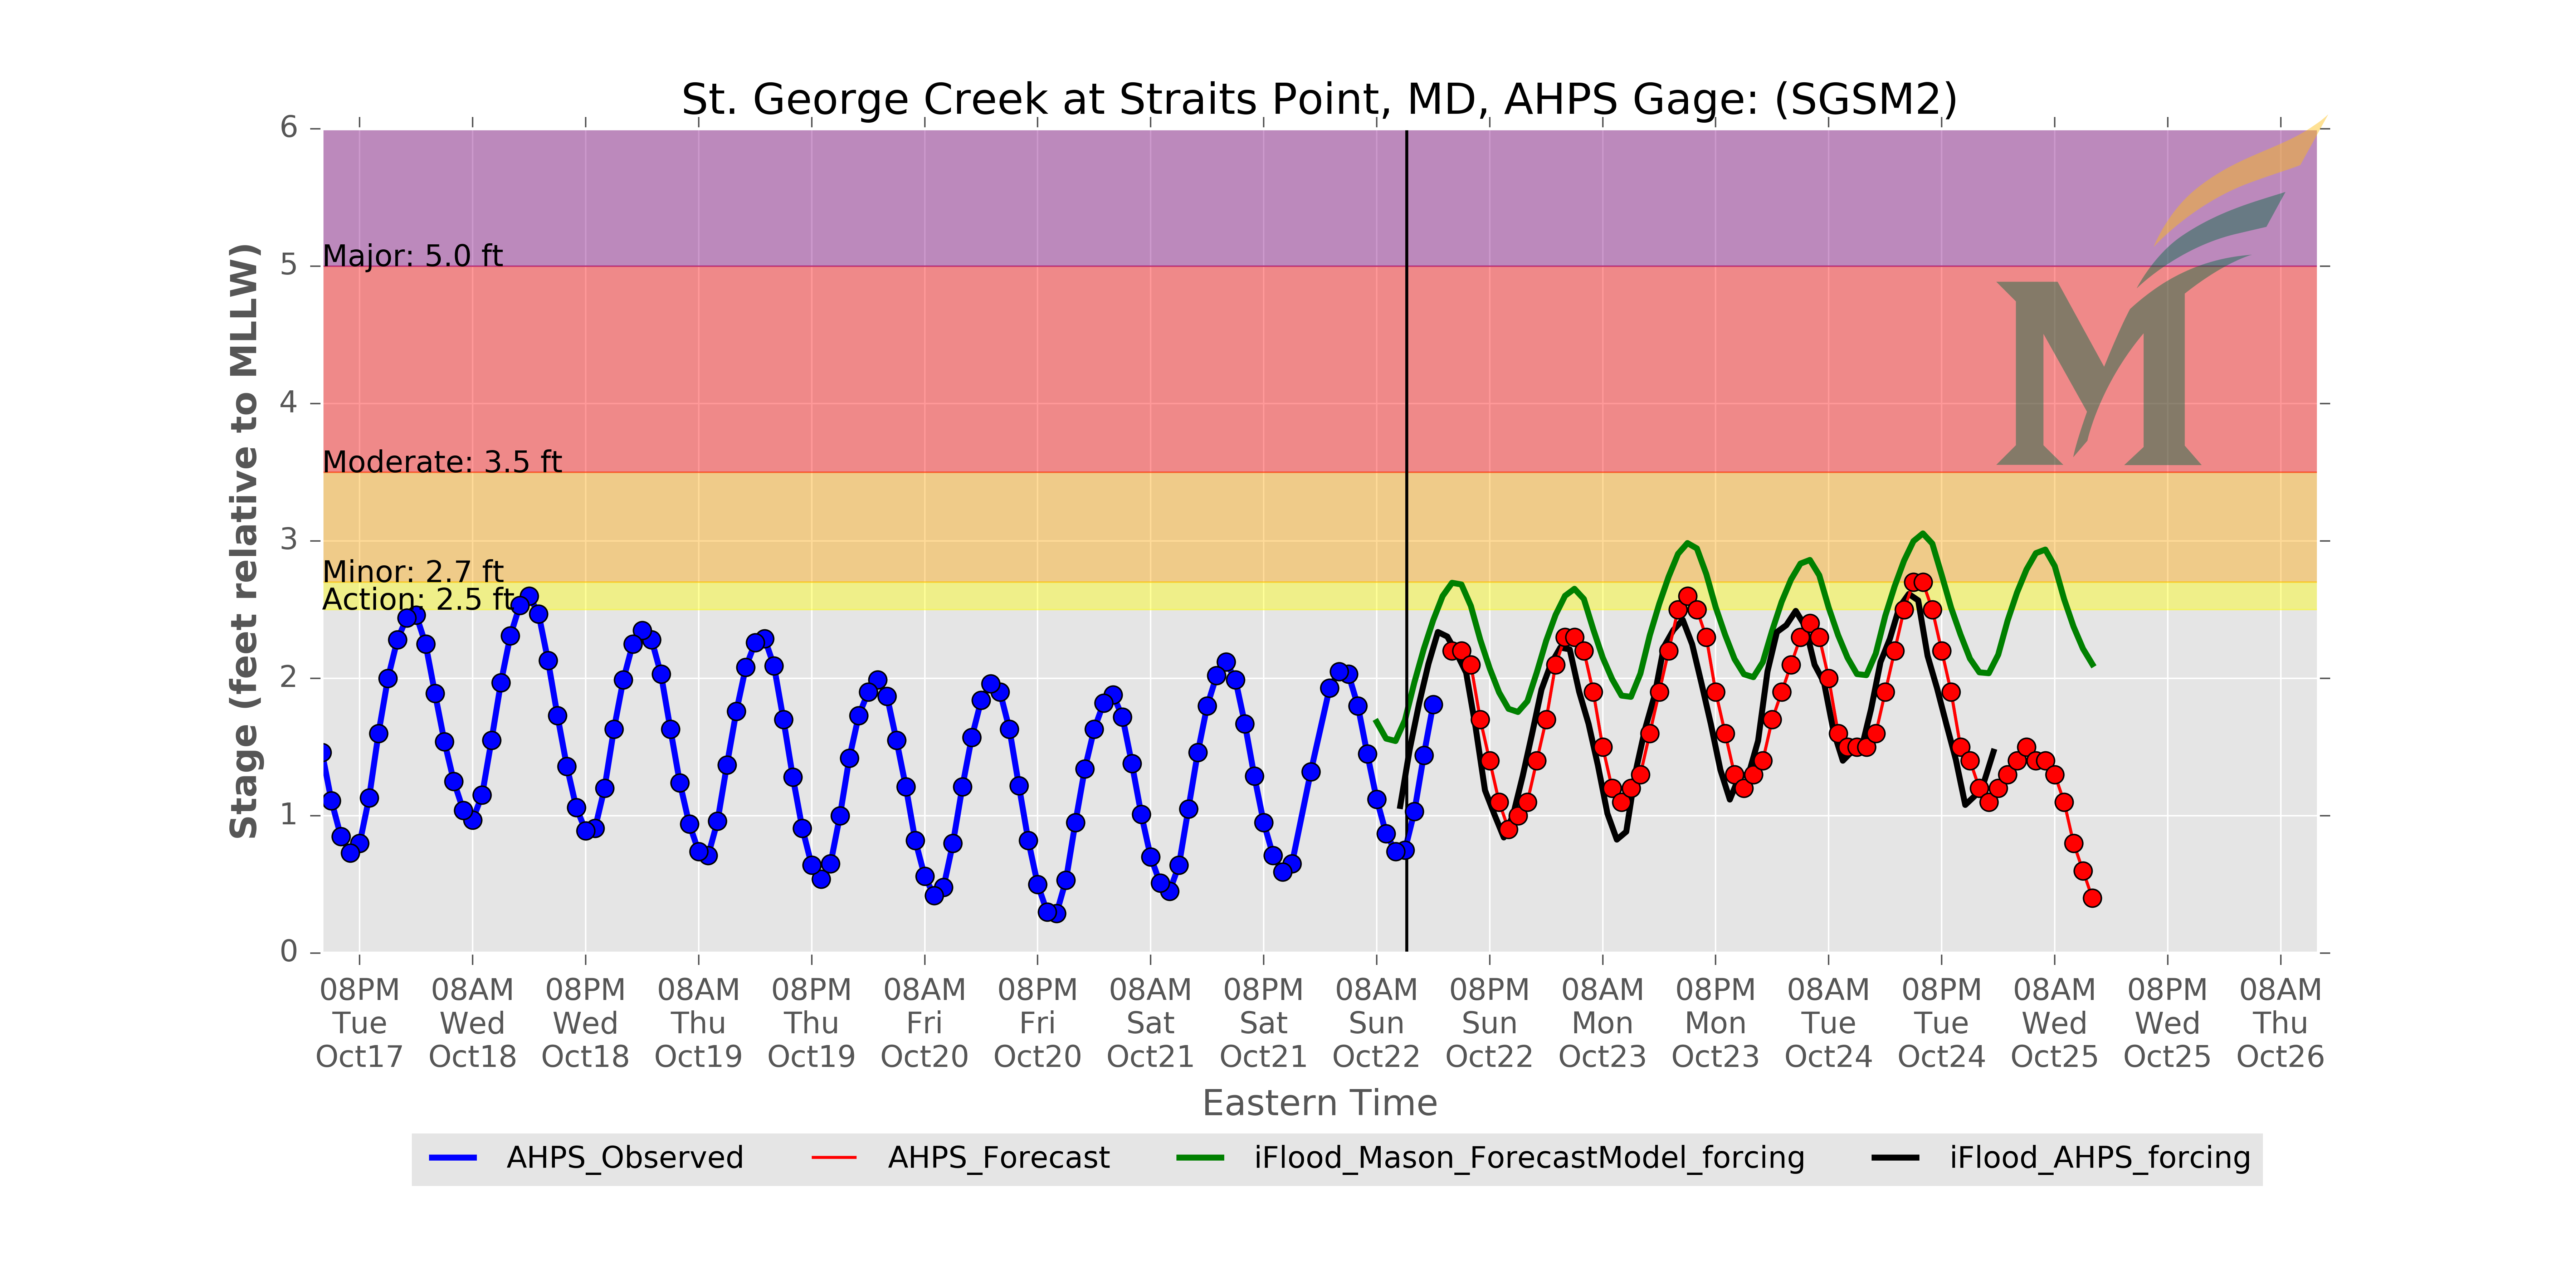 St. George Creek at Straits Point, MD, AHPS Gage: (SGSM2)
Stage (feet relative to MLLW)
6
5
4
3
2
1
0
Major: 5.0 ft
Moderate: 3.5 ft
Minor: 2.7 ft
Action: 2.5 ft
08PM 08AM 08PM 08AM 08PM 08AM 08PM 08AM 08PM 08AM 08PM 08AM 08PM 08AM 08PM 08AM 08PM 08AM
Tue Wed Wed Thu Thu Fri Fri Sat Sat Sun Sun Mon Mon Tue Tue Wed Wed Thu
Oct17 Oct18 Oct18 Oct19 Oct19 Oct20 Oct20 Oct21 Oct21 Oct22 Oct22 Oct23 Oct23 Oct24 Oct24 Oct25 Oct25 Oct26
Eastern Time
AHPS_Observed AHPS_Forecast iFlood_Mason_ForecastModel_forcing iFlood_AHPS_forcing